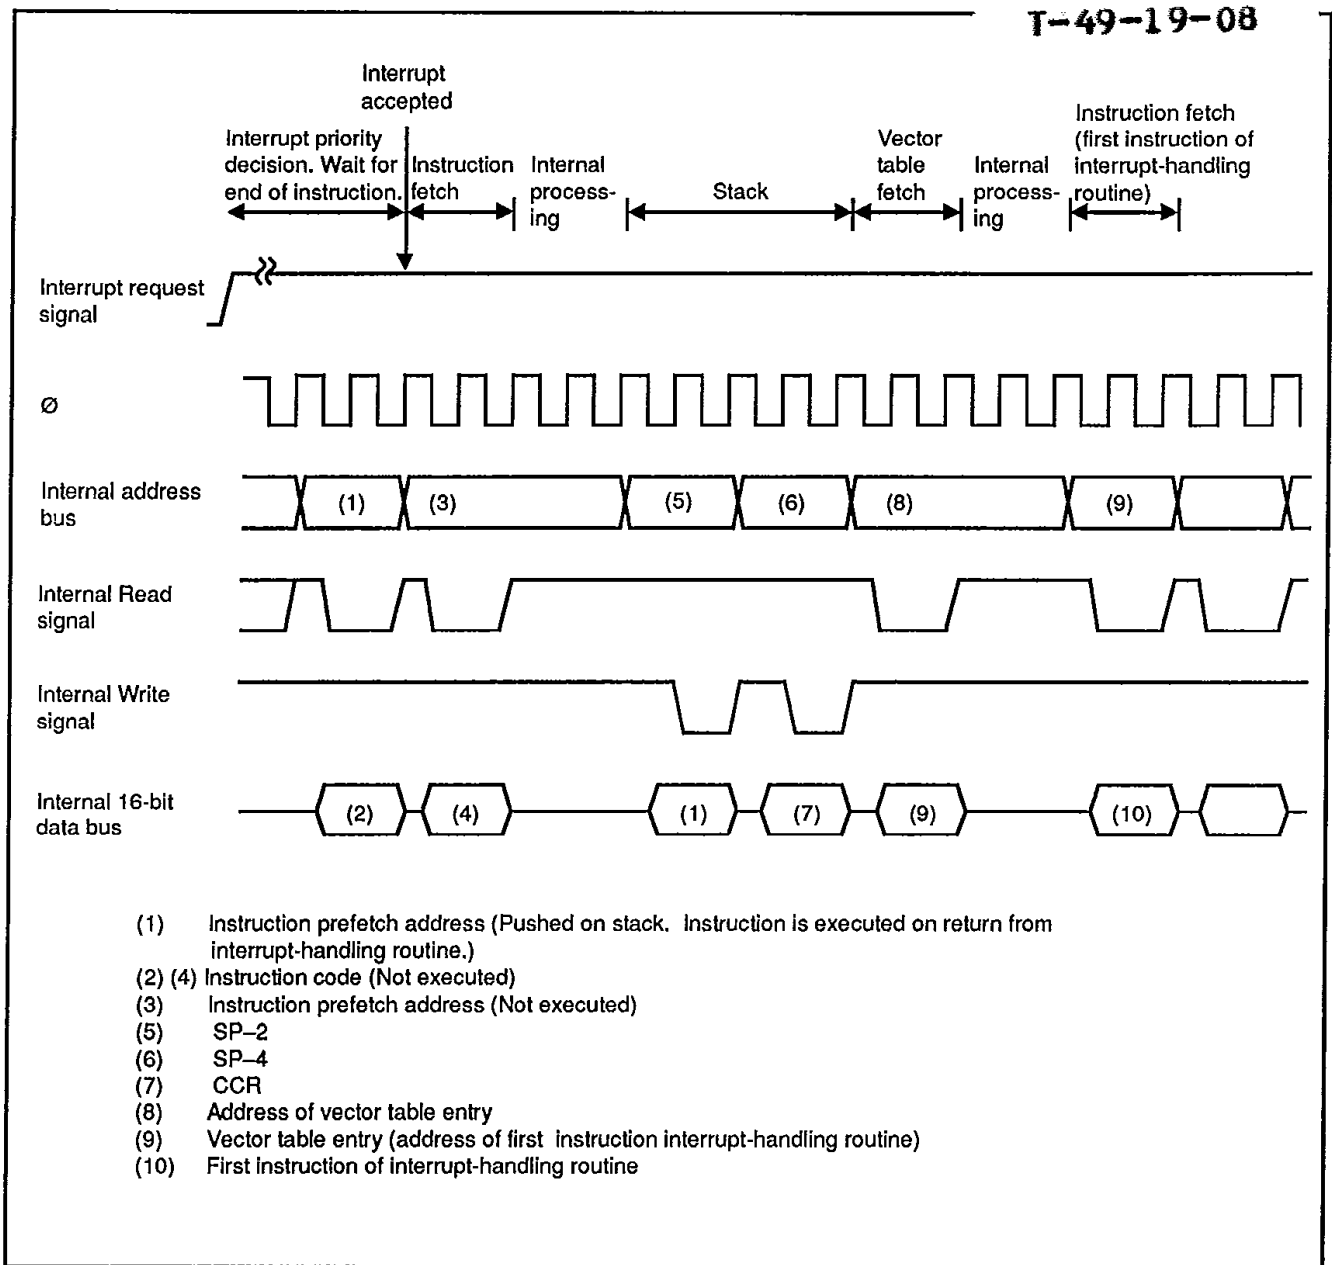 T-49-19-08
Interrupt
accepted
Interrupt priority
decision. Wait for
end of instruction.
Instruction
fetch
Internal
process-
ing
Stack
Vector
table
fetch
Internal
process-
ing
Instruction fetch
(first instruction of
interrupt-handling
routine)
Interrupt request
signal
Ø
Internal address
bus
(1)
(3)
(5)
(6)
(8)
(9)
Internal Read
signal
Internal Write
signal
Internal 16-bit
data bus
(2)
(4)
(1)
(7)
(9)
(10)
(1) Instruction prefetch address (Pushed on stack. Instruction is executed on return from
interrupt-handling routine.)
(2) (4) Instruction code (Not executed)
(3) Instruction prefetch address (Not executed)
(5) SP–2
(6) SP–4
(7) CCR
(8) Address of vector table entry
(9) Vector table entry (address of first instruction interrupt-handling routine)
(10) First instruction of interrupt-handling routine